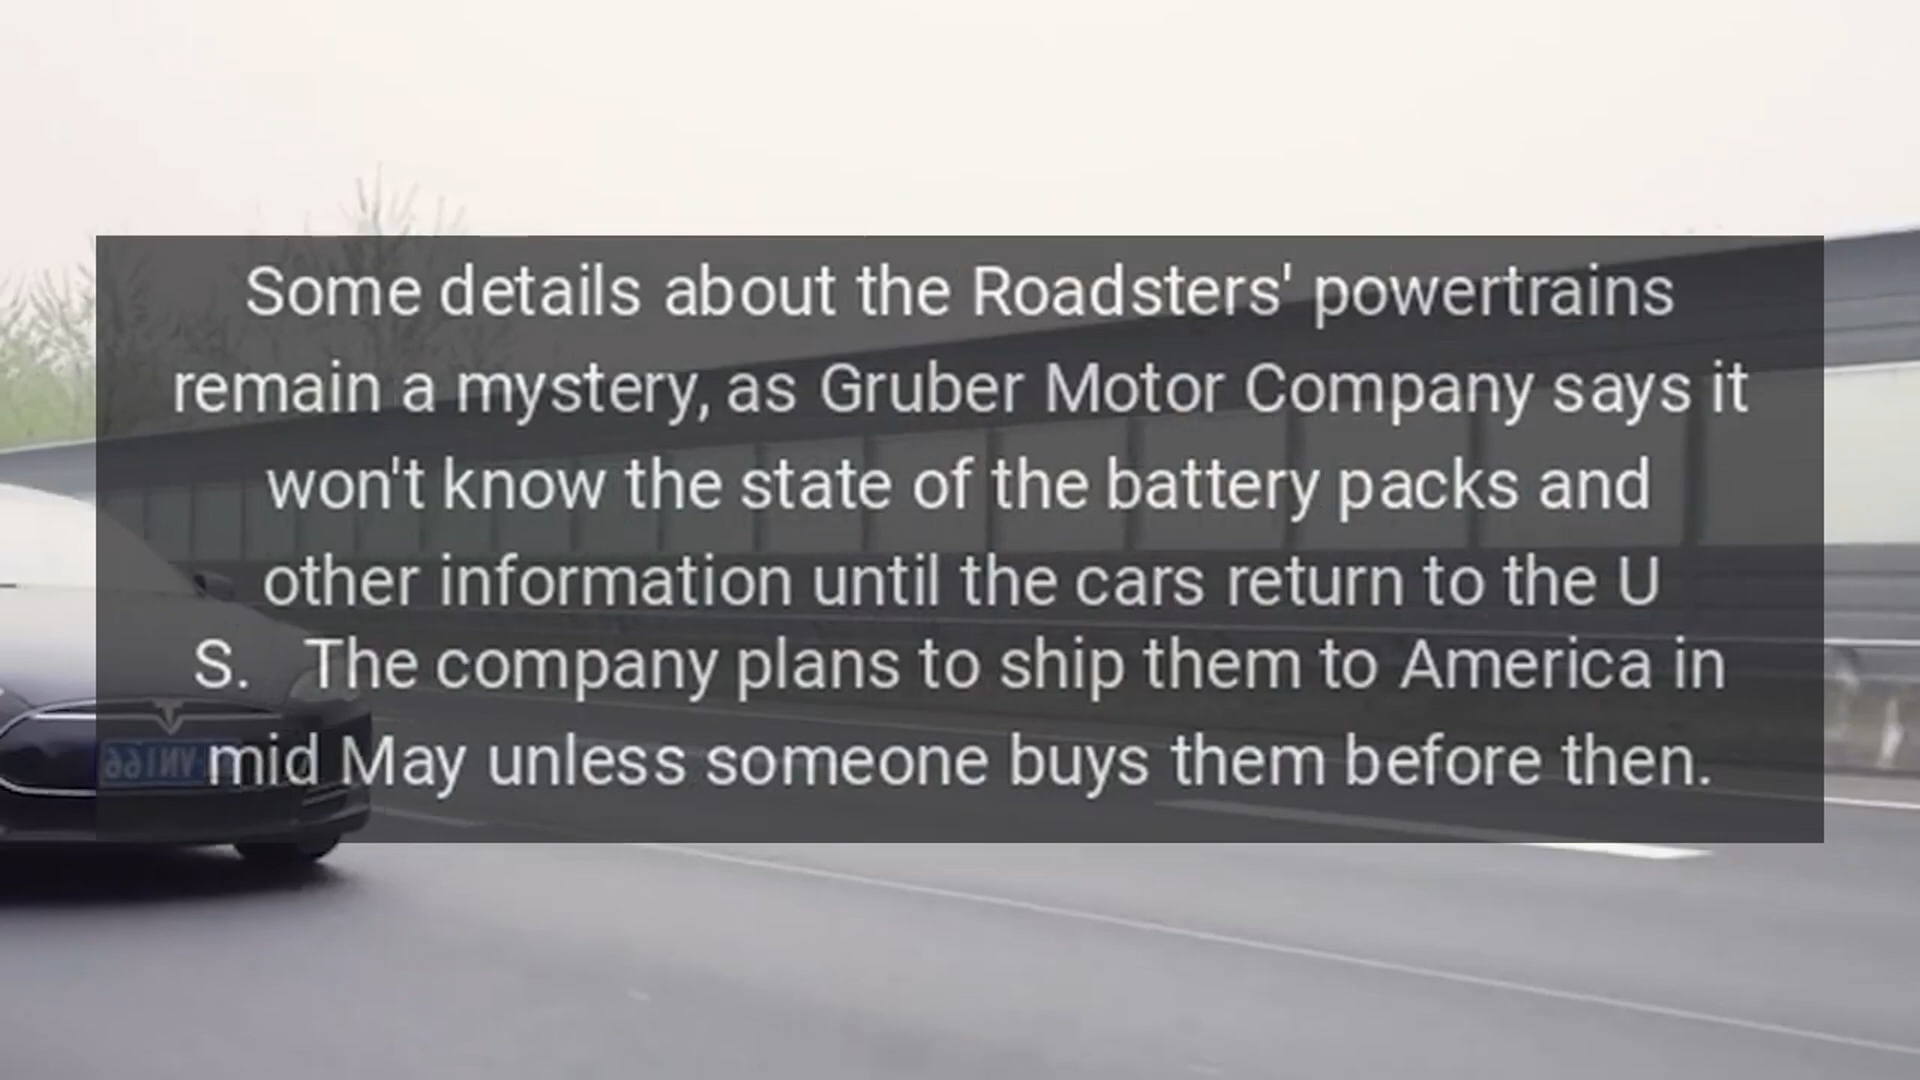 Some details about the Roadsters' powertrains
remain a mystery, as Gruber Motor Company says it
won't know the state of the battery packs and
other information until the cars return to the U
S. The company plans to ship them to America in
mid May unless someone buys them before then.